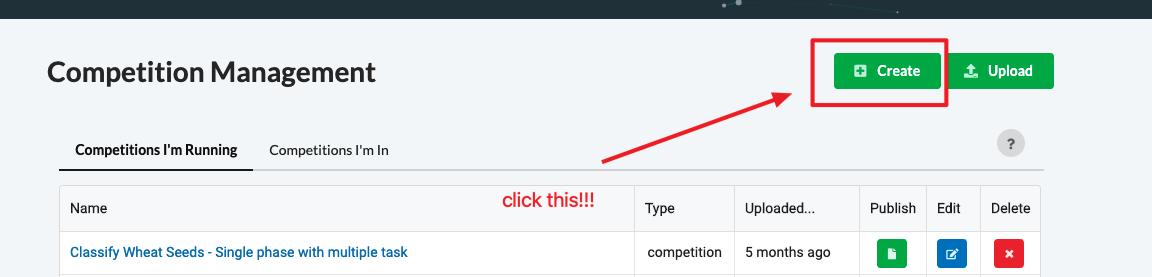 Competition Management
Create
Upload
Competitions I'm Running
Competitions I'm In
?
click this!!!
Name
Type
Uploaded...
Publish
Edit
Delete
Classify Wheat Seeds - Single phase with multiple task
competition
5 months ago